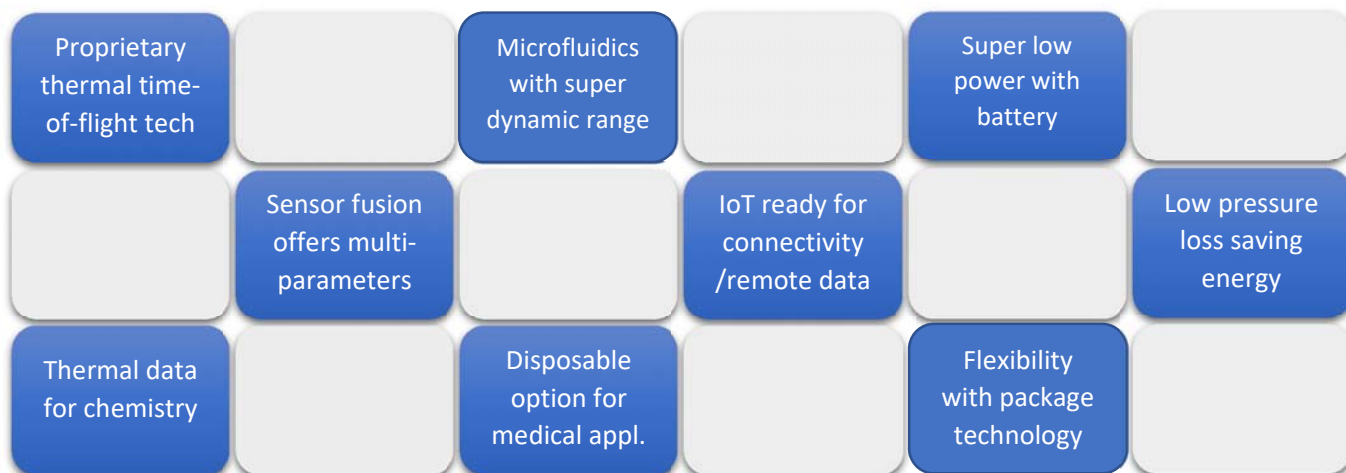 Proprietary
thermal time-
of-flight tech
Microfluidics
with super
dynamic range
Super low
power with
battery
Sensor fusion
offers multi-
parameters
IoT ready for
connectivity
/remote data
Low pressure
loss saving
energy
Thermal data
for chemistry
Disposable
option for
medical appl.
Flexibility
with package
technology